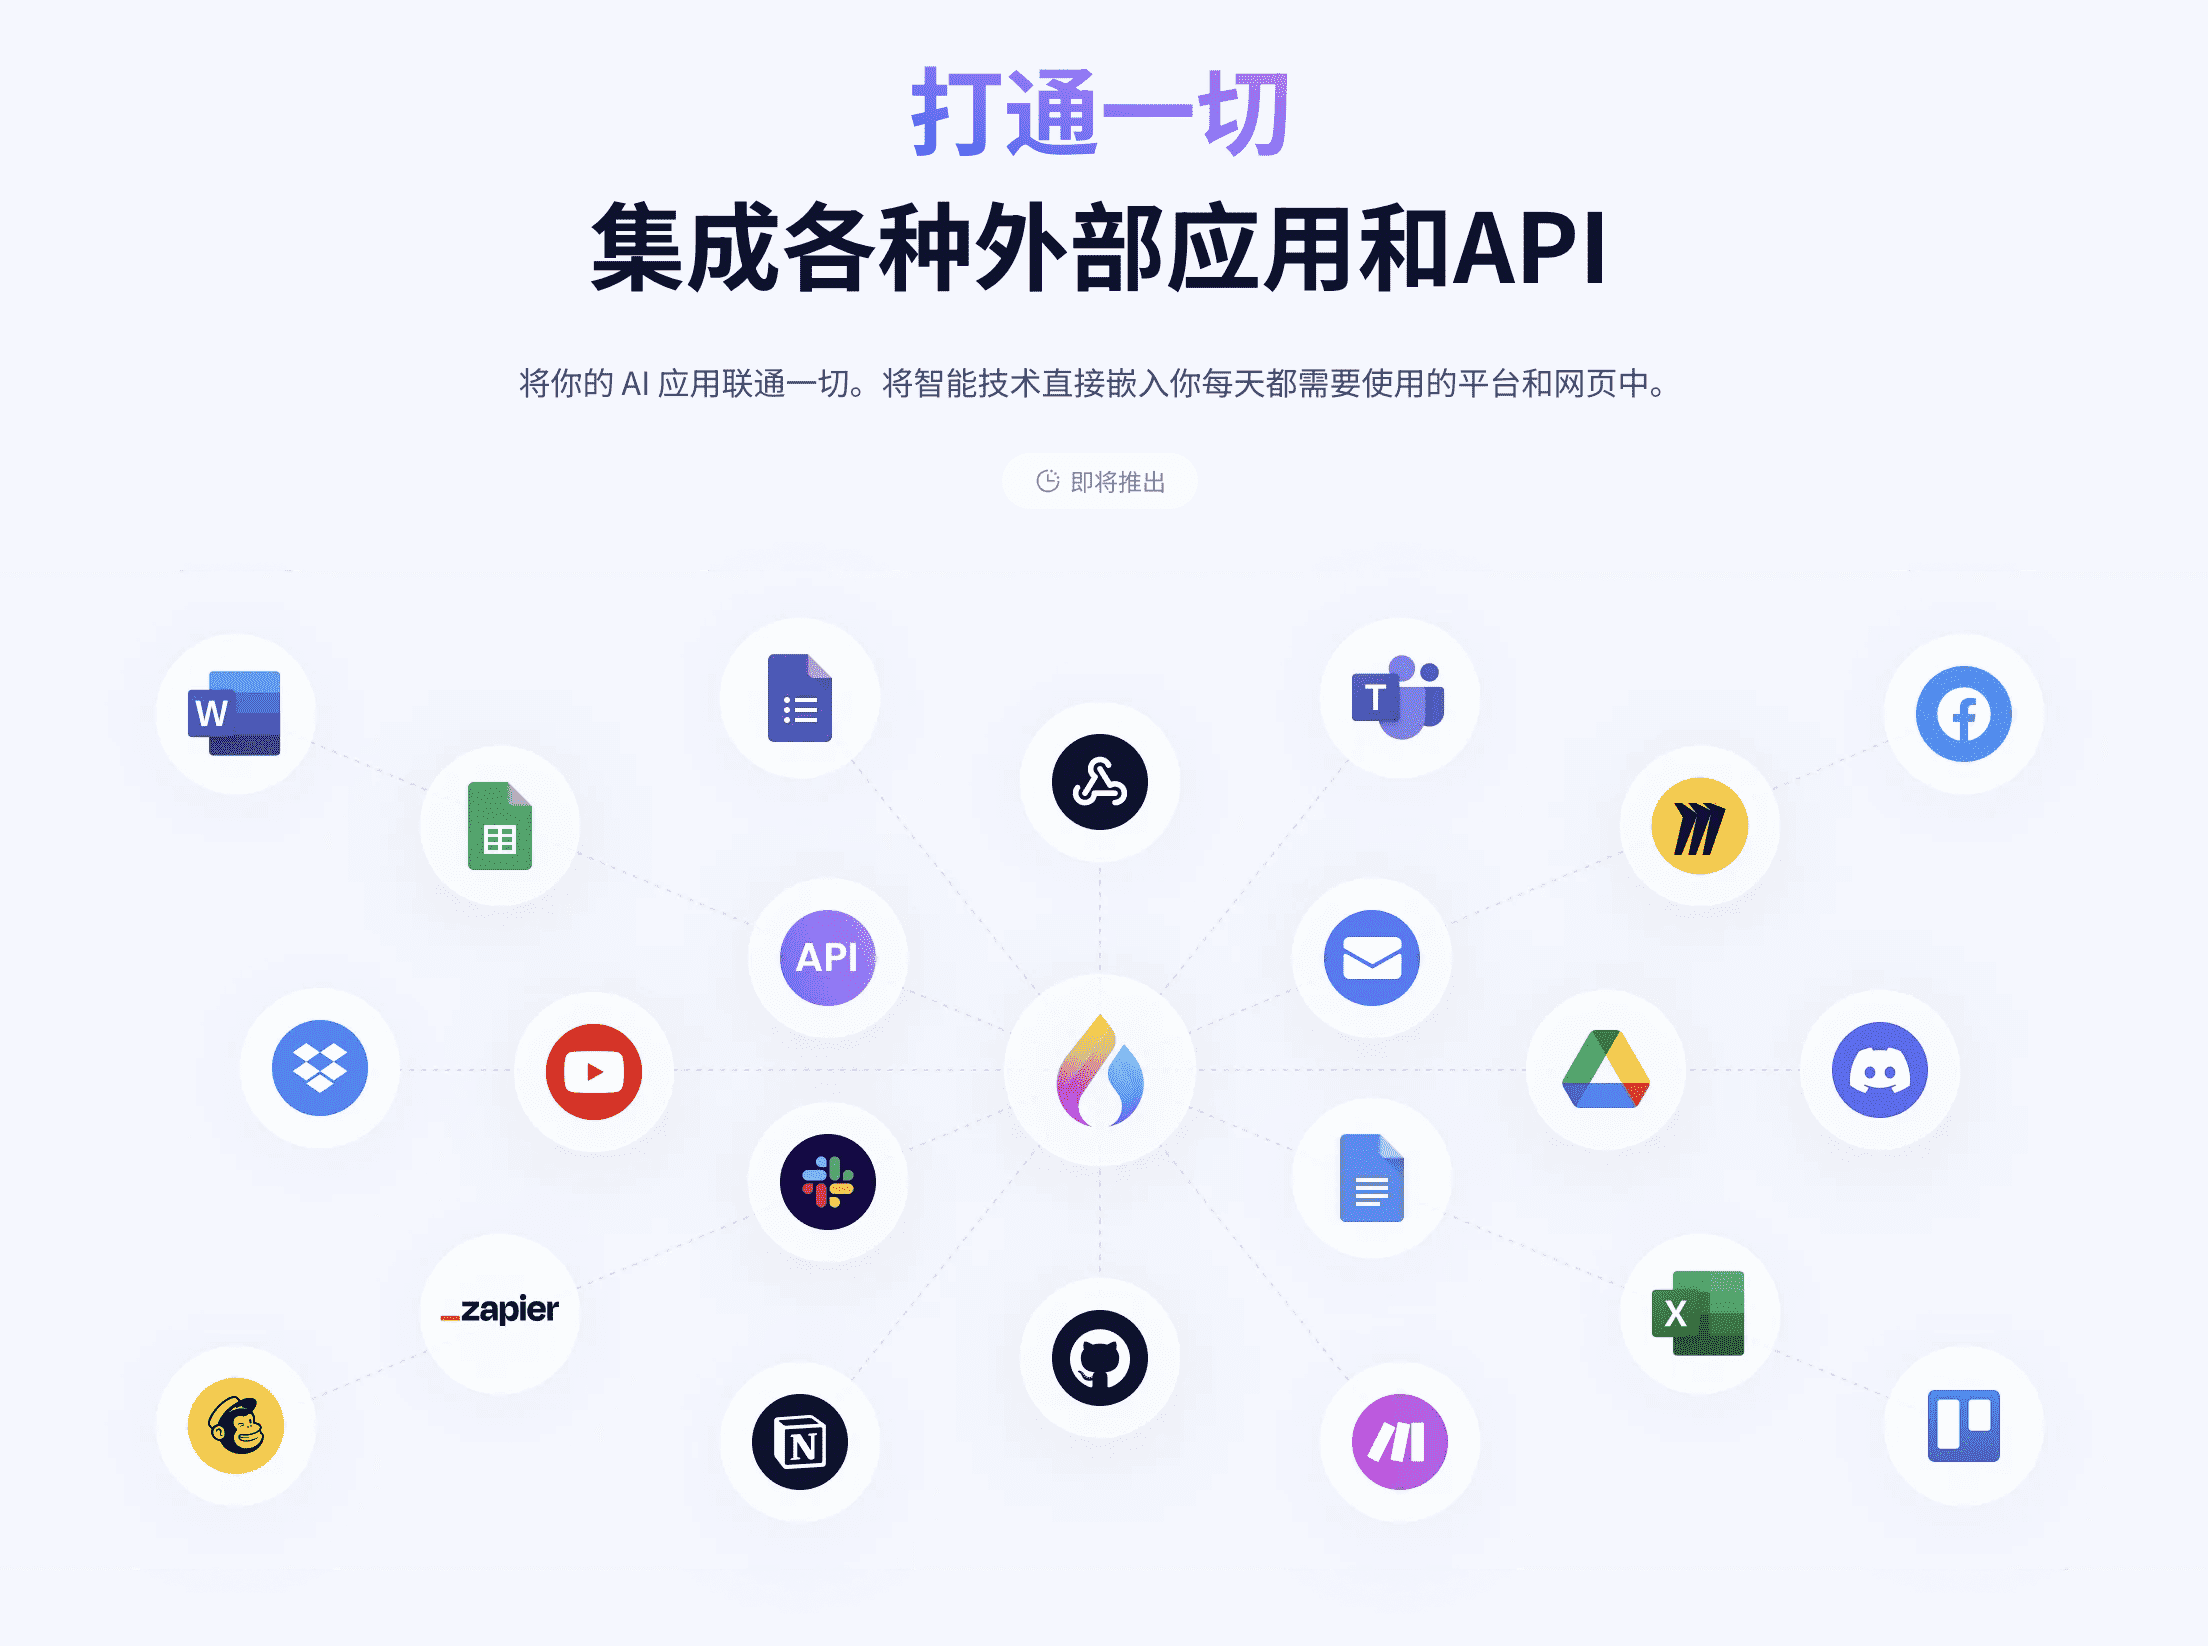 打通一切
集成各种外部应用和API
将你的 AI 应用联通一切。将智能技术直接嵌入你每天都需要使用的平台和网页中。
即将推出
W
T
API
zapier
X
N